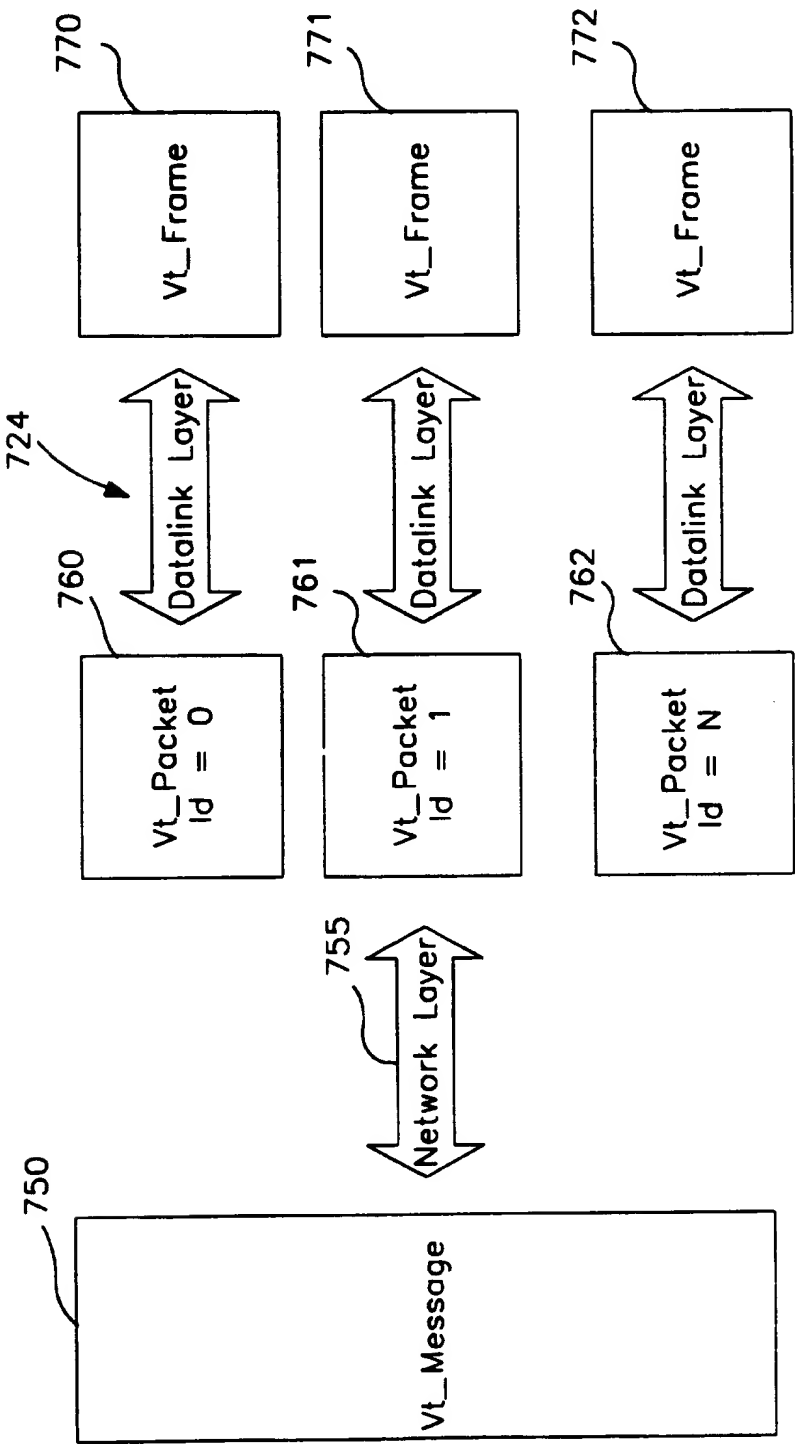 750
Vt_Message
755
Network Layer
760
Vt_Packet
Id = 0
761
Vt_Packet
Id = 1
762
Vt_Packet
Id = N
724
Datalink Layer
Datalink Layer
Datalink Layer
770
Vt_Frame
771
Vt_Frame
772
Vt_Frame